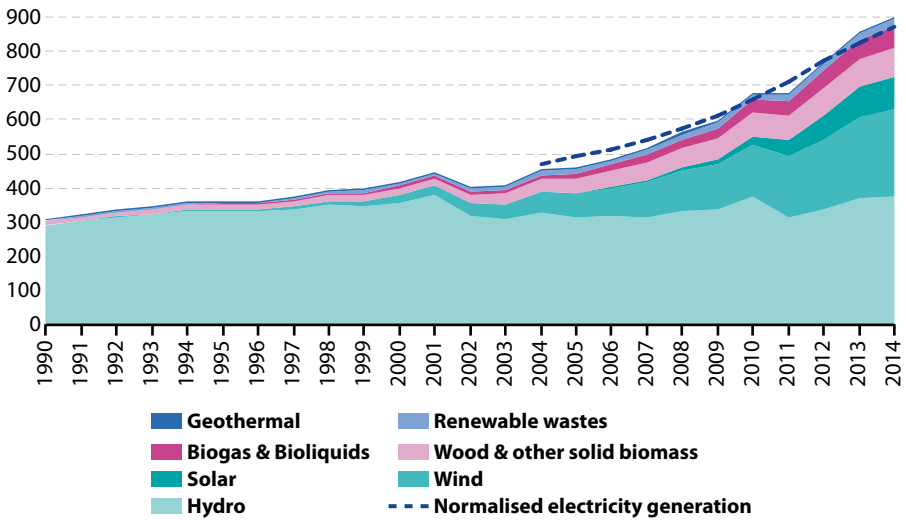 900
800
700
600
500
400
300
200
100
0
1990 1991 1992 1993 1994 1995 1996 1997 1998 1999 2000 2001 2002 2003 2004 2005 2006 2007 2008 2009 2010 2011 2012 2013 2014
Geothermal Renewable wastes
Biogas & Bioliquids Wood & other solid biomass
Solar Wind
Hydro Normalised electricity generation